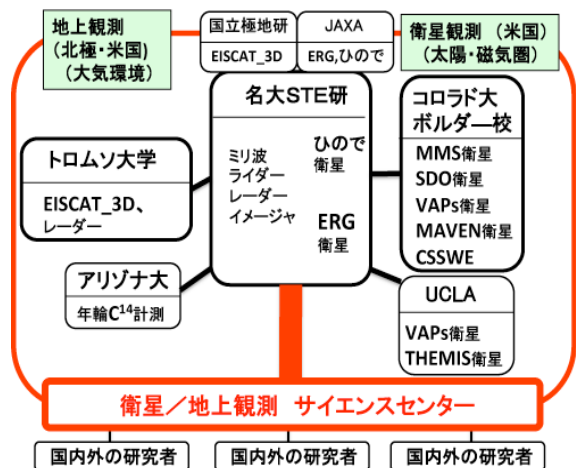 地上観測
(北極・米国)
(大気環境)
国立極地研
EISCAT_3D
JAXA
ERG,ひので
衛星観測 (米国)
(太陽・磁気圏)
名大STE研
ミリ波
ライダー
レーダー
イメージャ
ひので
衛星
ERG
衛星
トロムソ大学
EISCAT_3D、
レーダー
アリゾナ大
年輪C¹⁴計測
コロラド大
ボルダ―校
MMS衛星
SDO衛星
VAPs衛星
MAVEN衛星
CSSWE
UCLA
VAPs衛星
THEMIS衛星
衛星／地上観測 サイエンスセンター
国内外の研究者
国内外の研究者
国内外の研究者